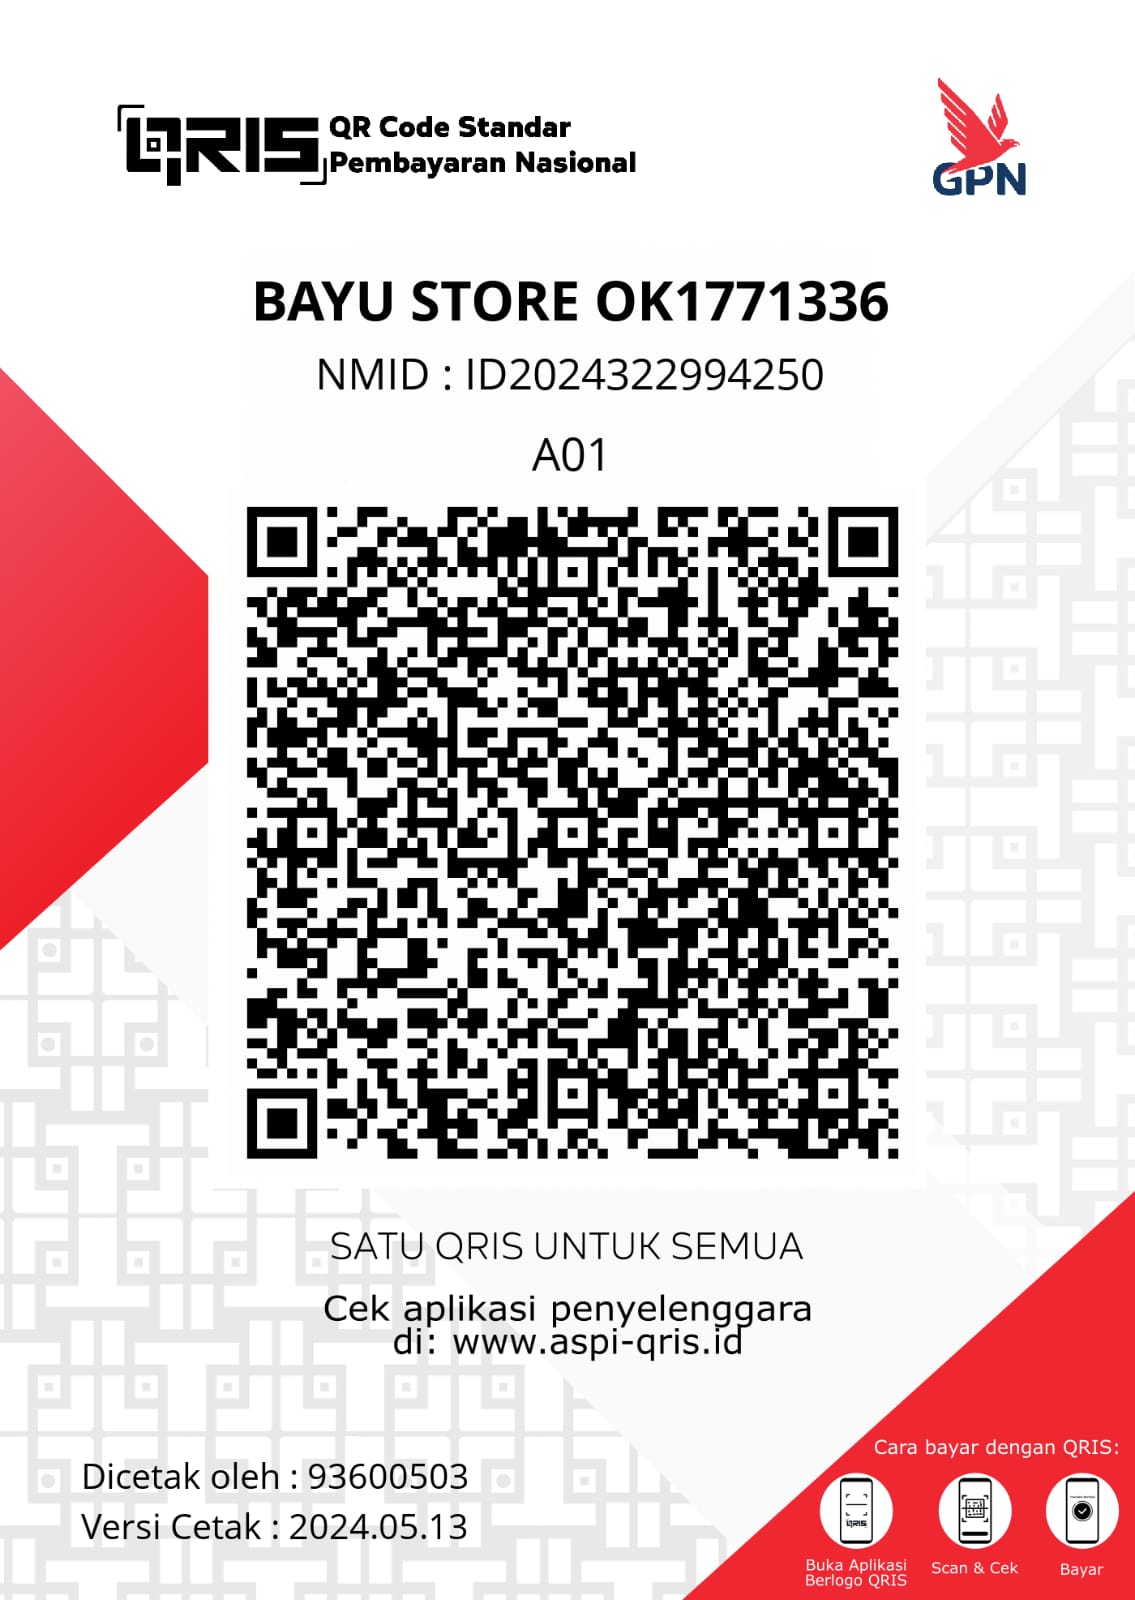 QRIS QR Code Standar
Pembayaran Nasional
GPN
BAYU STORE OK1771336
NMID : ID2024322994250
A01
SATU QRIS UNTUK SEMUA
Cek aplikasi penyelenggara
di: www.aspi-qris.id
Dicetak oleh : 93600503
Versi Cetak : 2024.05.13
Cara bayar dengan QRIS:
QRIS
Buka Aplikasi
Berlogo QRIS
Scan & Cek
Bayar